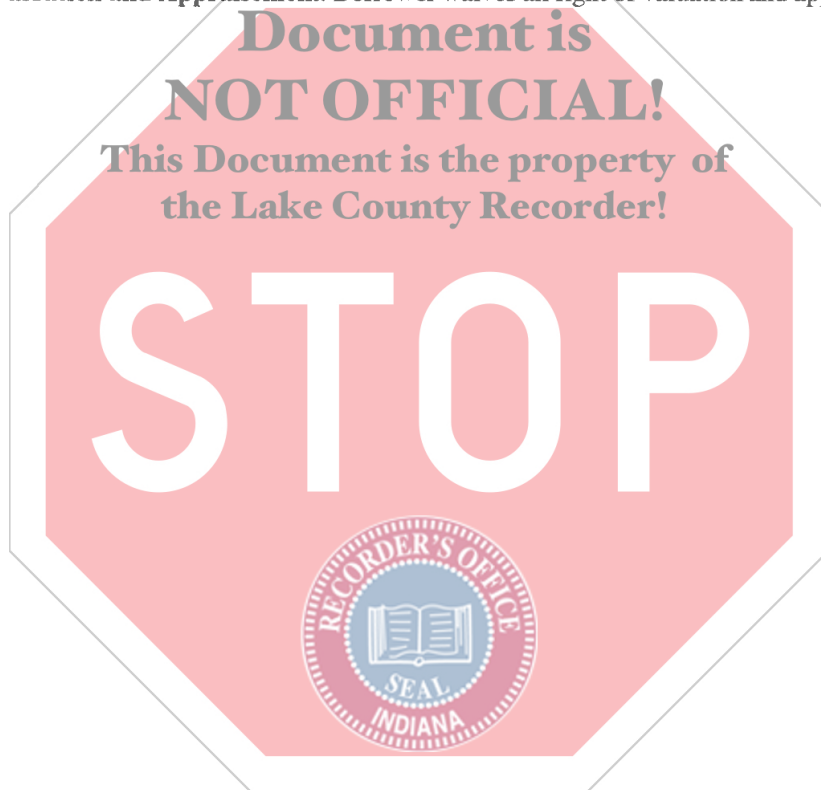 and Appraisement. Borrower waives all right of valuation and
Document is
NOT OFFICIAL!
This Document is the property of
the Lake County Recorder!
STOP
RECORDER'S OFFICE
SEAL
INDIANA